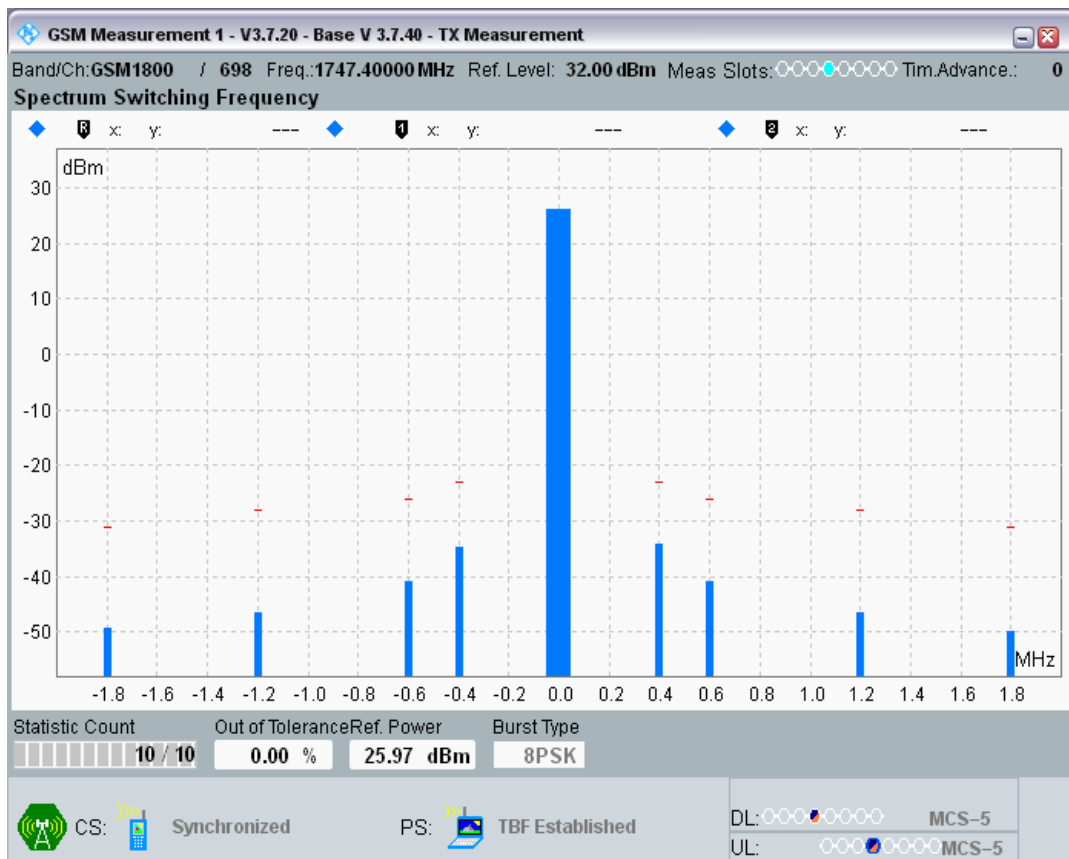 GSM Measurement 1 - V3.7.20 - Base V 3.7.40 - TX Measurement
Band/Ch:GSM1800 / 698 Freq.:1747.40000 MHz Ref. Level: 32.00 dBm Meas Slots: Tim.Advance.: 0
Spectrum Switching Frequency
R x: y: --- 1 x: y: --- 2 x: y: ---
dBm
30
20
10
0
-10
-20
-30
-40
-50
MHz
-1.8 -1.6 -1.4 -1.2 -1.0 -0.8 -0.6 -0.4 -0.2 0.0 0.2 0.4 0.6 0.8 1.0 1.2 1.4 1.6 1.8
Statistic Count Out of Tolerance Ref. Power Burst Type
10 / 10 0.00 % 25.97 dBm 8PSK
CS: Synchronized PS: TBF Established DL: MCS-5
UL: MCS-5